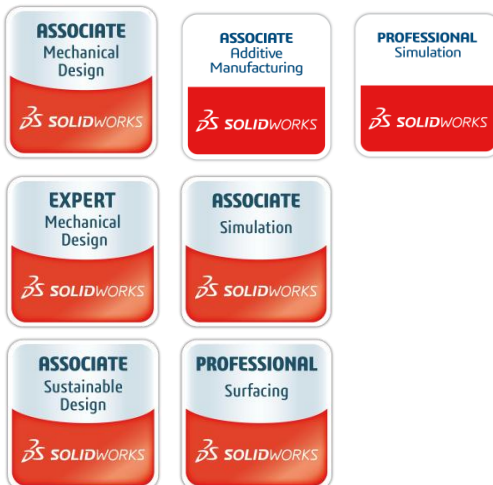 ASSOCIATE
Mechanical
Design
SOLIDWORKS
ASSOCIATE
Additive
Manufacturing
SOLIDWORKS
PROFESSIONAL
Simulation
SOLIDWORKS
EXPERT
Mechanical
Design
SOLIDWORKS
ASSOCIATE
Simulation
SOLIDWORKS
ASSOCIATE
Sustainable
Design
SOLIDWORKS
PROFESSIONAL
Surfacing
SOLIDWORKS